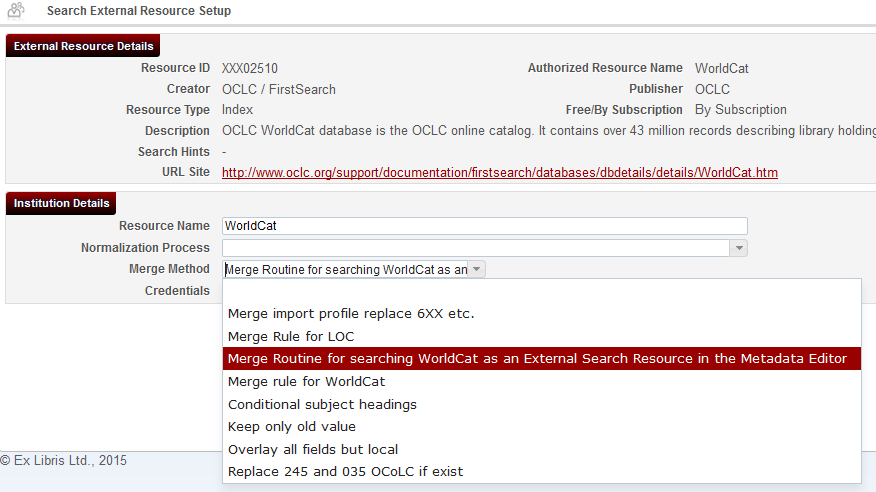 Search External Resource Setup
External Resource Details
Resource ID XXX02510 Authorized Resource Name WorldCat
Creator OCLC / FirstSearch Publisher OCLC
Resource Type Index Free/By Subscription By Subscription
Description OCLC WorldCat database is the OCLC online catalog. It contains over 43 million records describing library holding
Search Hints -
URL Site http://www.oclc.org/support/documentation/firstsearch/databases/dbdetails/details/WorldCat.htm
Institution Details
Resource Name WorldCat
Normalization Process
Merge Method Merge Routine for searching WorldCat as an
Credentials
Merge import profile replace 6XX etc.
Merge Rule for LOC
Merge Routine for searching WorldCat as an External Search Resource in the Metadata Editor
Merge rule for WorldCat
Conditional subject headings
Keep only old value
Overlay all fields but local
Replace 245 and 035 OCoLC if exist
© Ex Libris Ltd., 2015